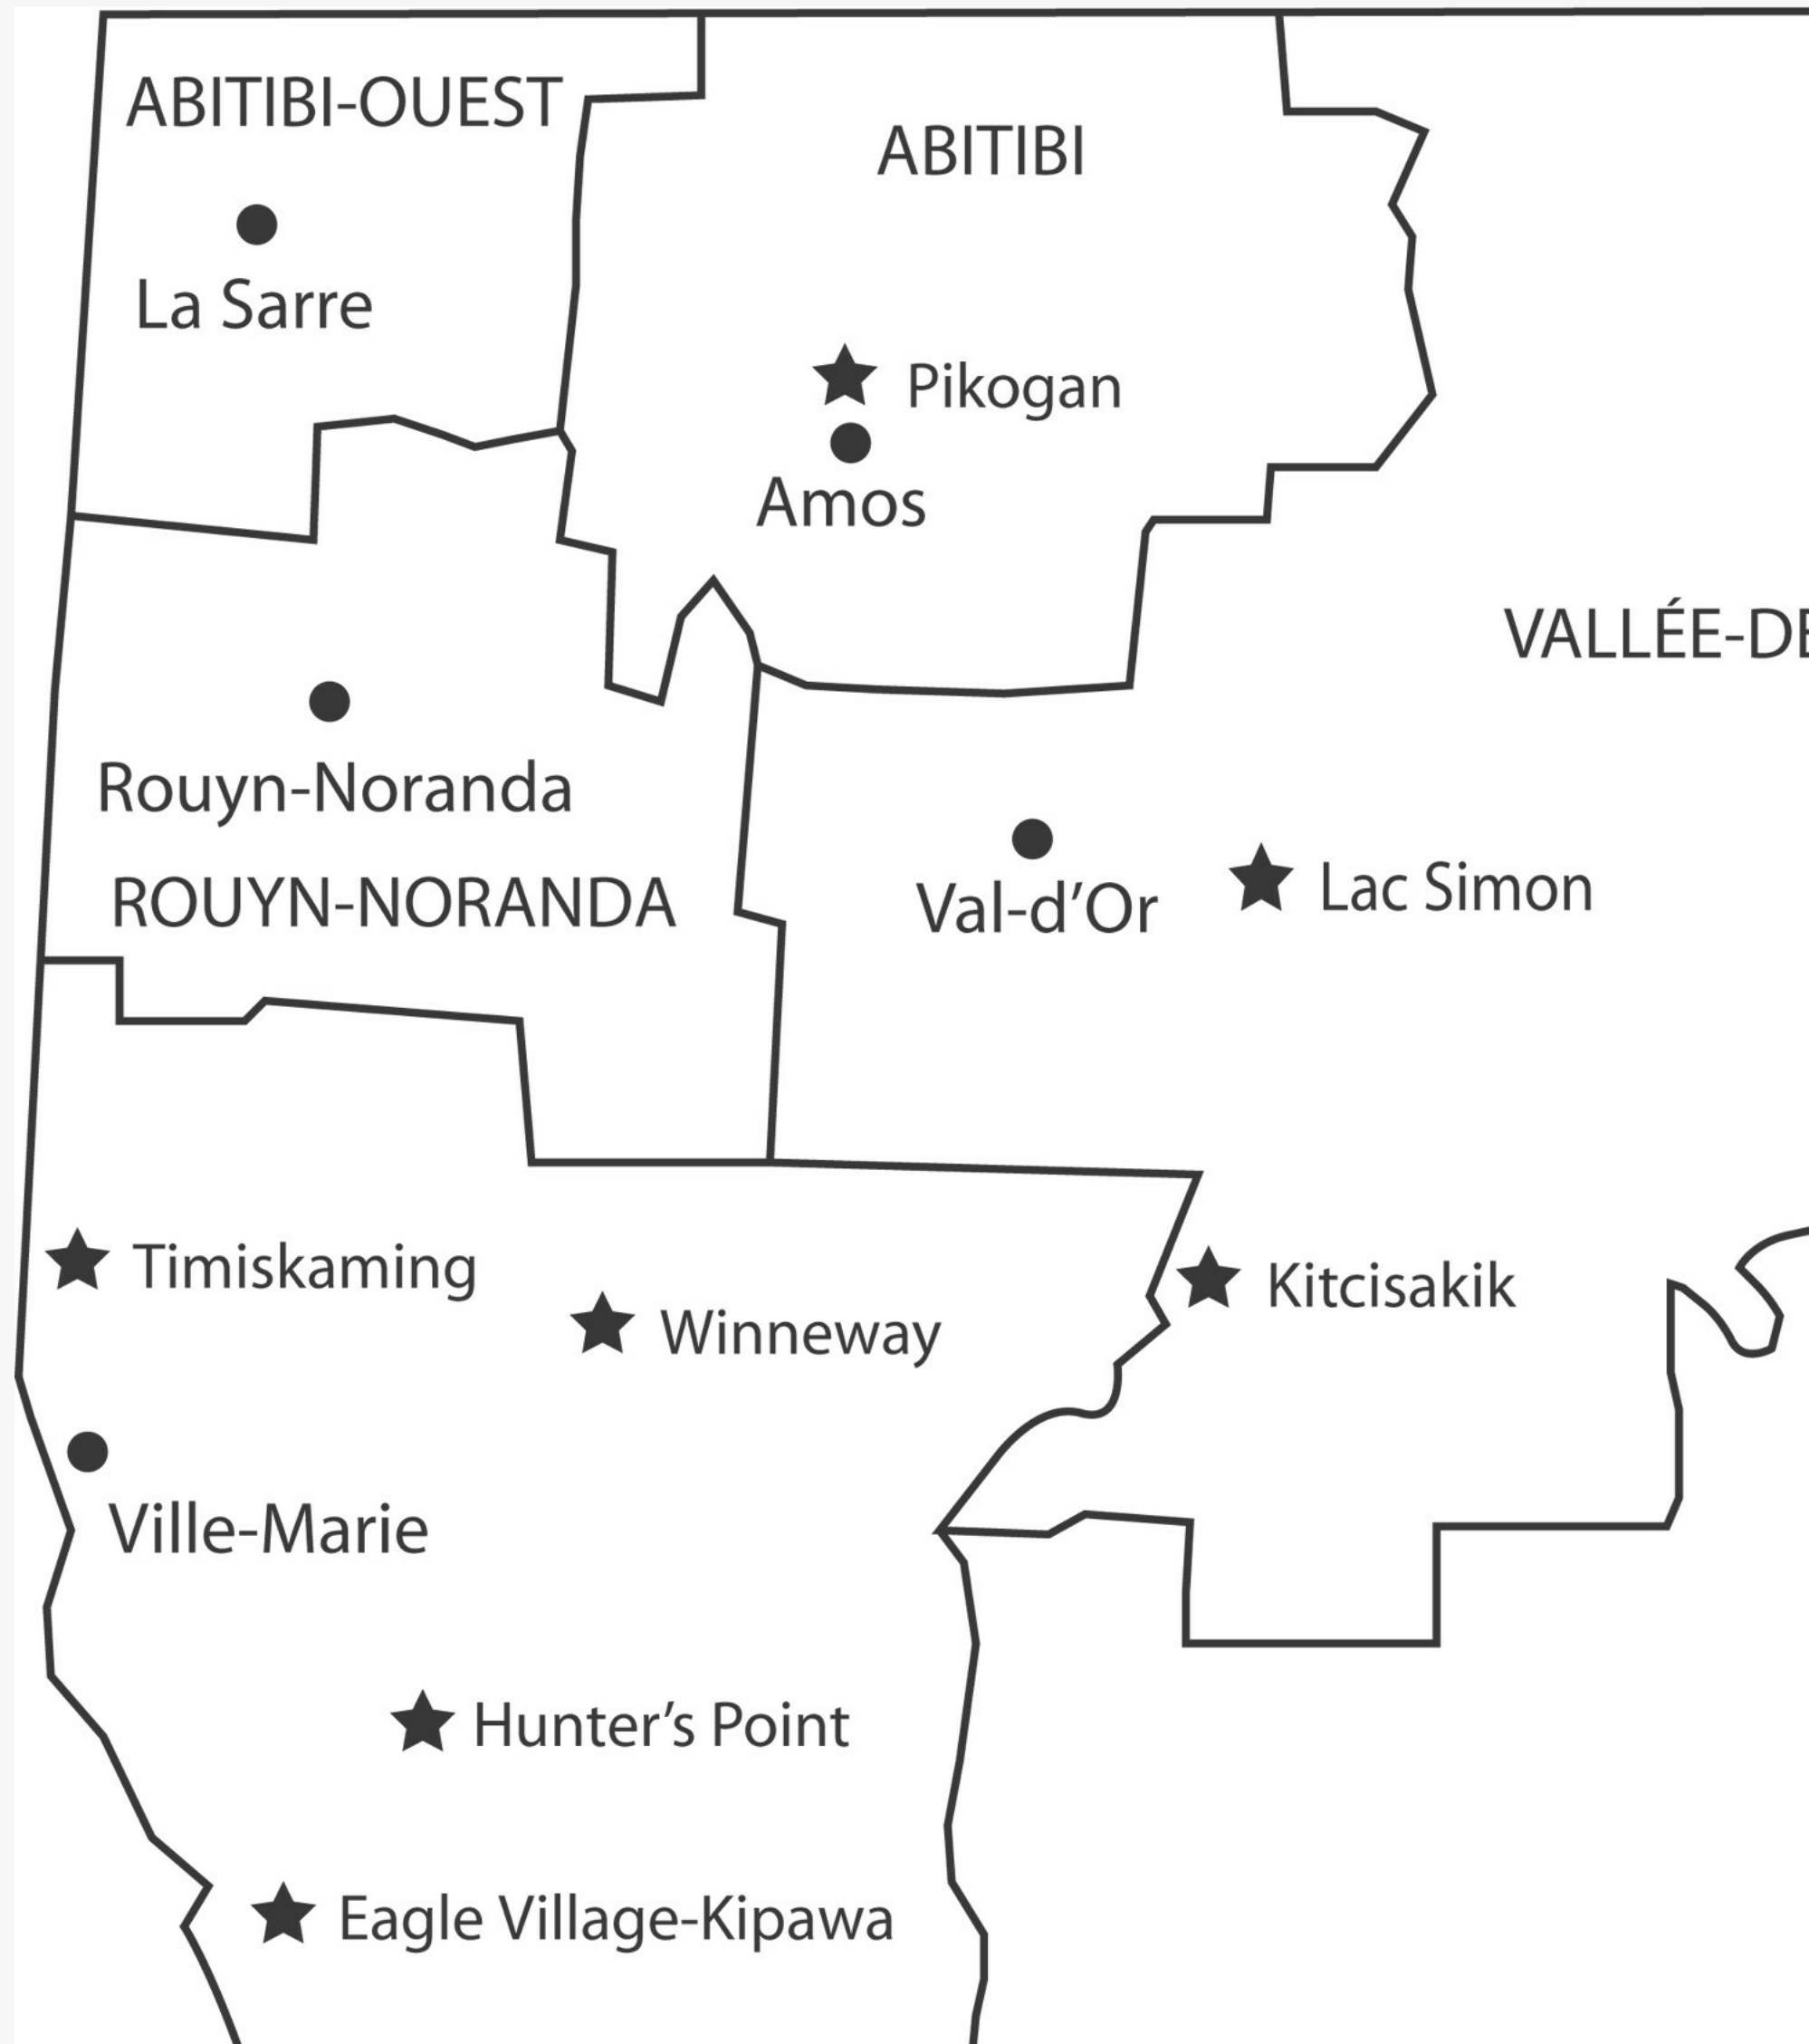 ABITIBI-OUEST
ABITIBI
La Sarre
Pikogan
Amos
VALLÉE-DE
Rouyn-Noranda
ROUYN-NORANDA
Val-d’Or
Lac Simon
Timiskaming
Kitcisakik
Winneway
Ville-Marie
Hunter’s Point
Eagle Village-Kipawa